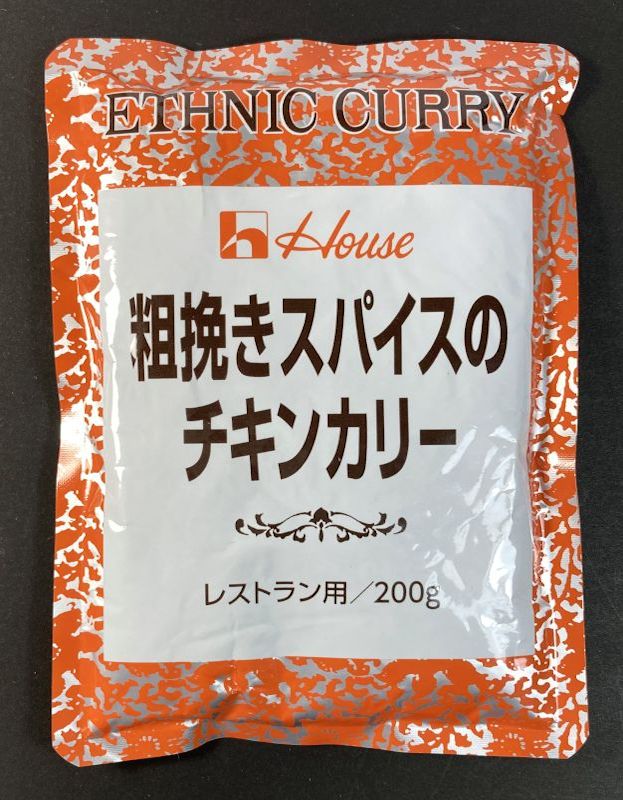 ETHNIC CURRY
House
粗挽きスパイスの
チキンカリー
レストラン用/200g